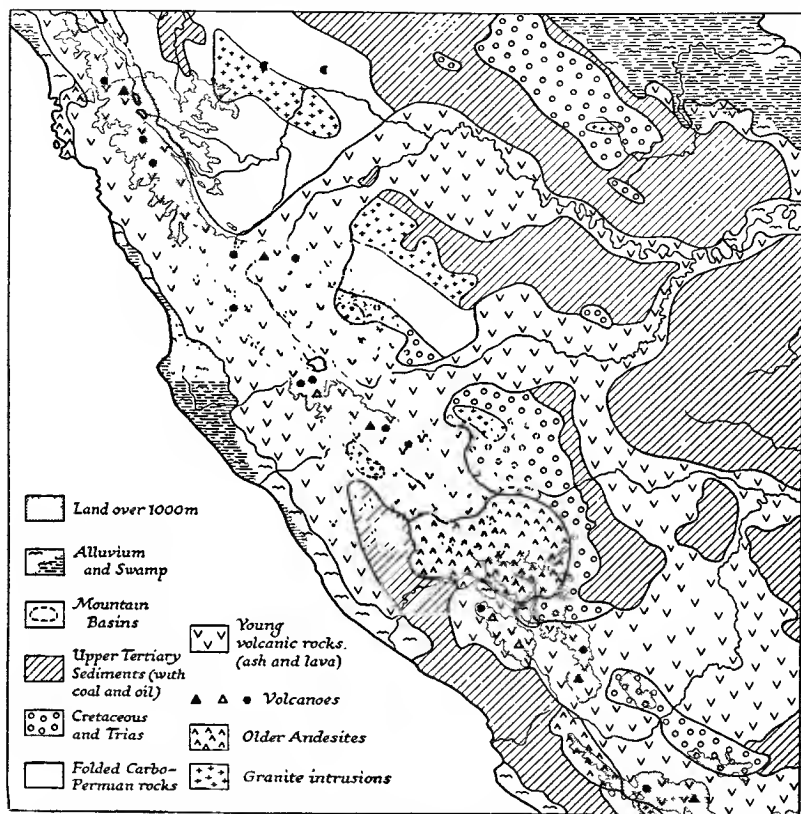 Land over 1000m
Alluvium
and Swamp
Mountain
Basins
Upper Tertiary
Sediments (with
coal and oil)
Cretaceous
and Trias
Folded Carbo-
Permian rocks
Young
volcanic rocks.
(ash and lava)
Volcanoes
Older Andesites
Granite intrusions